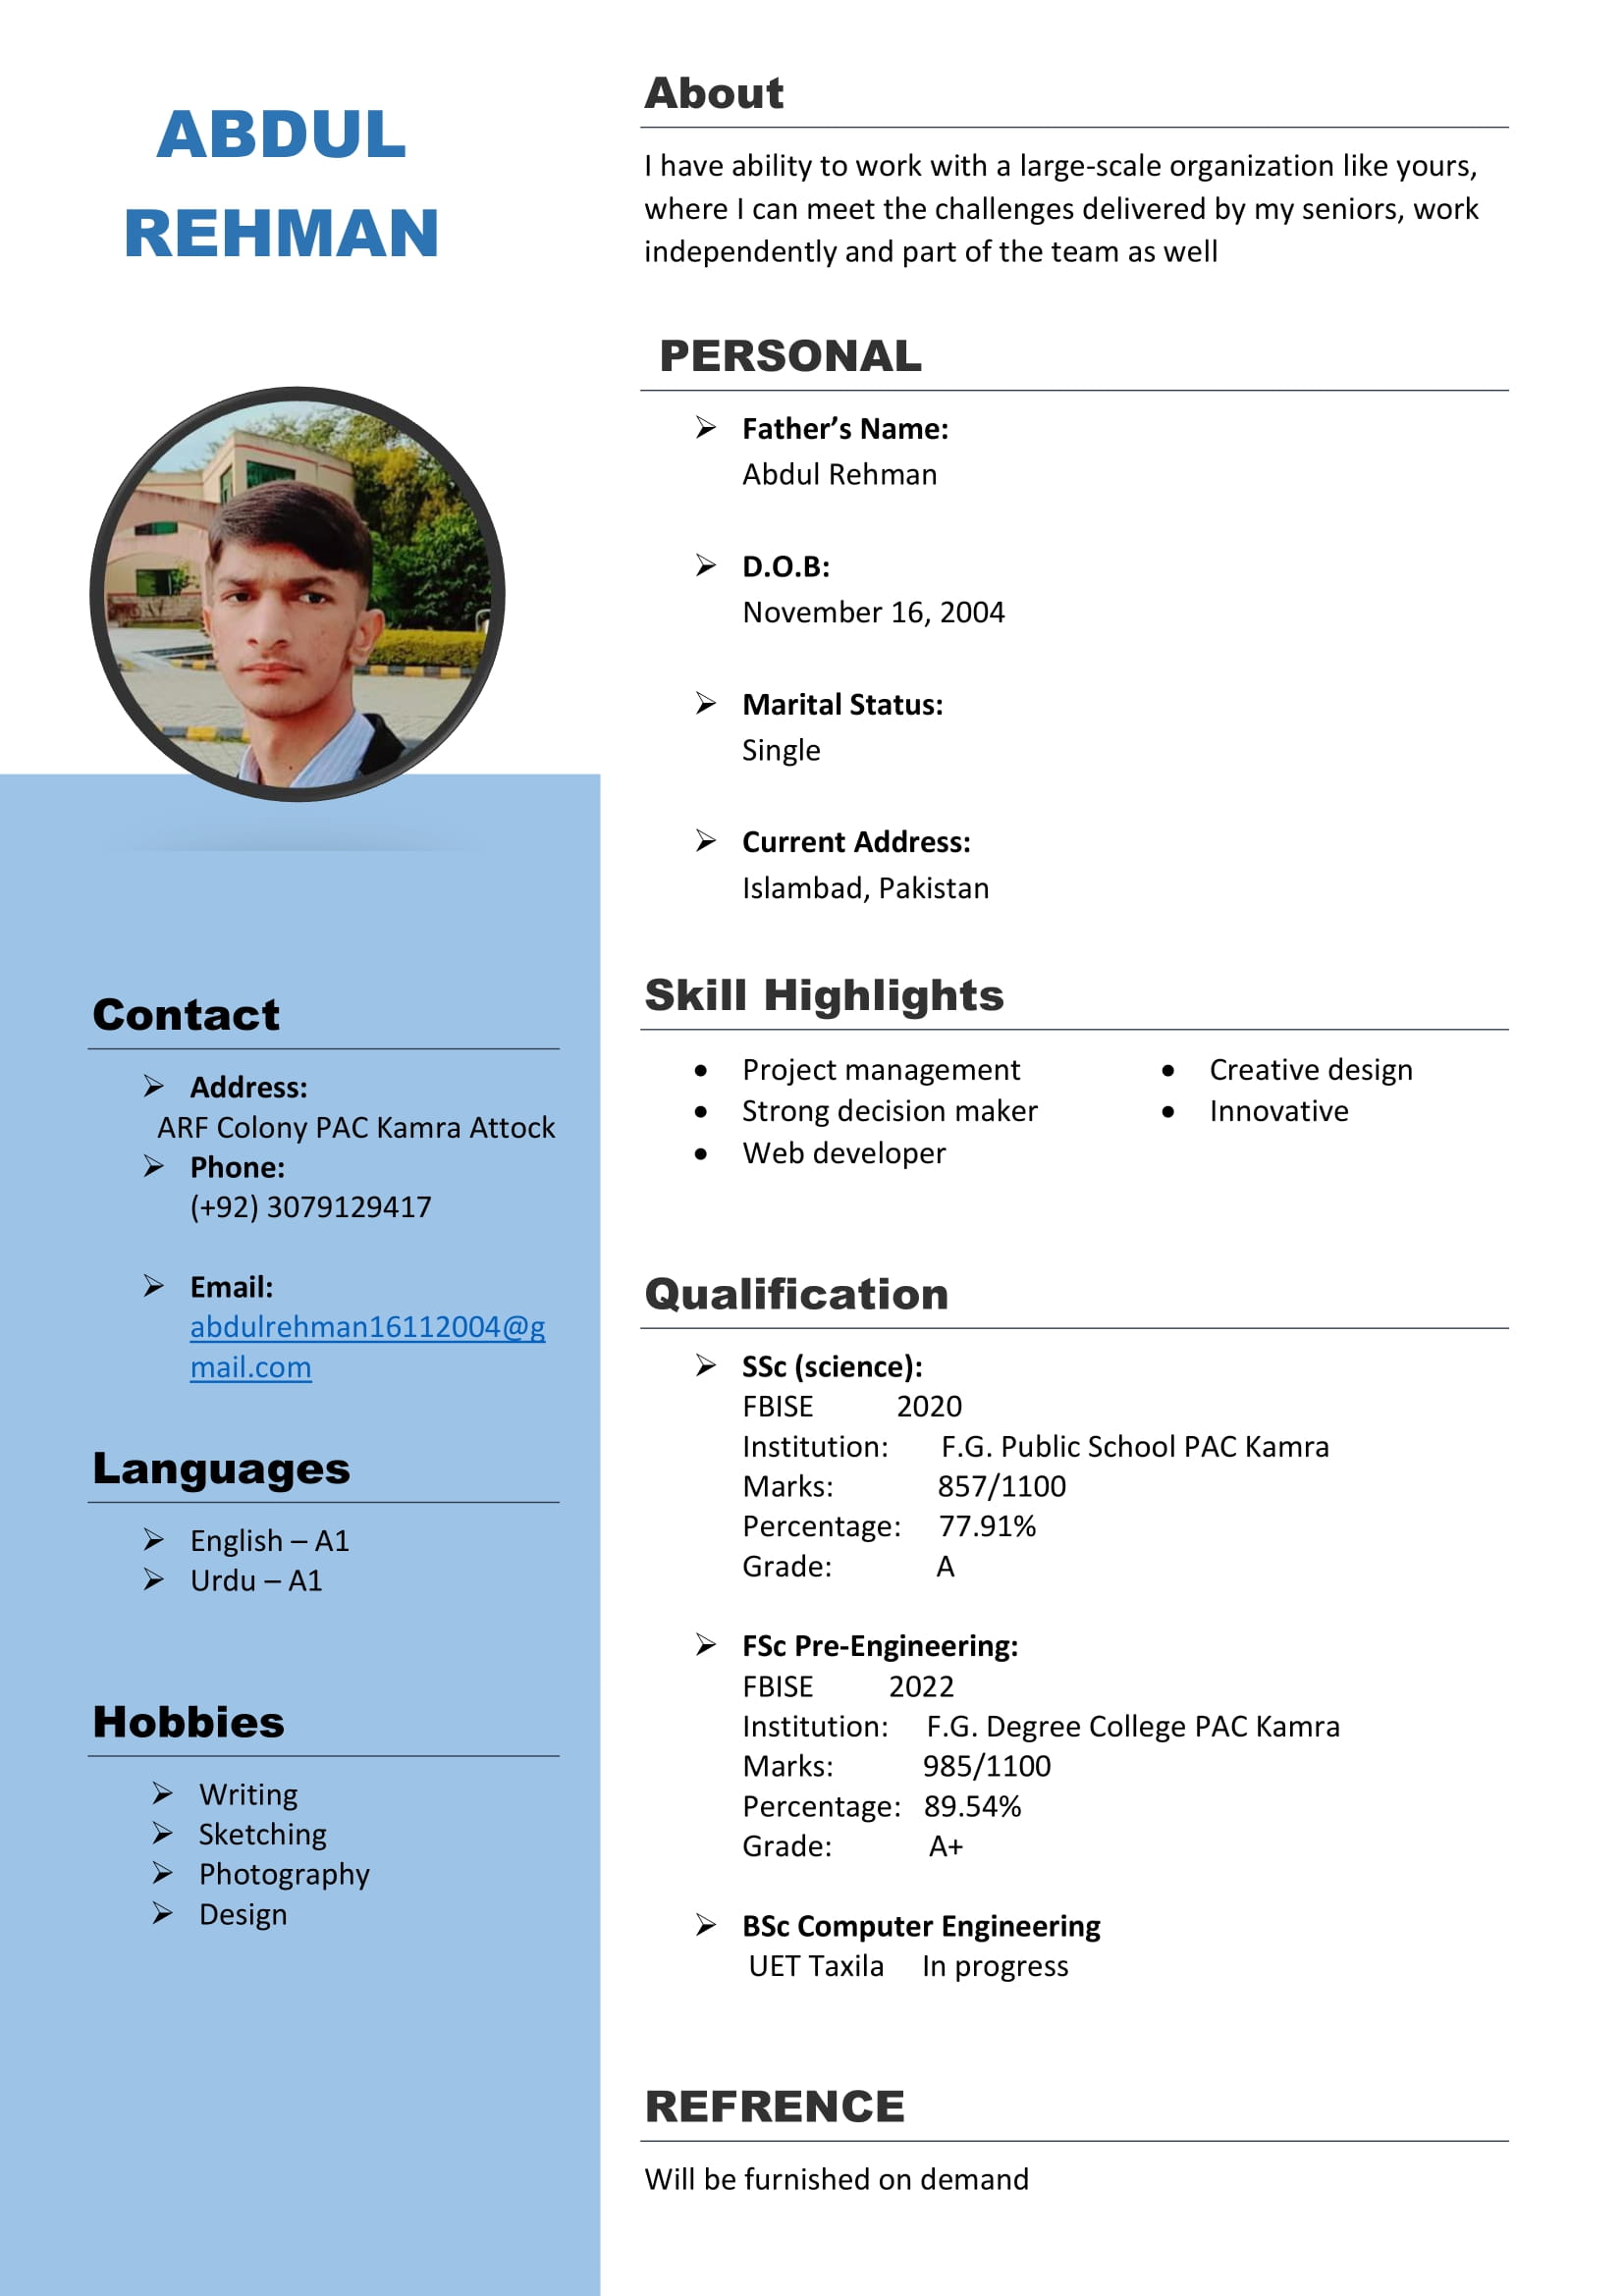 ABDUL
REHMAN
Contact
Address:
ARF Colony PAC Kamra Attock
Phone:
(+92) 3079129417
Email:
abdulrehman16112004@g
mail.com
Languages
English – A1
Urdu – A1
Hobbies
Writing
Sketching
Photography
Design
About
I have ability to work with a large-scale organization like yours,
where I can meet the challenges delivered by my seniors, work
independently and part of the team as well
PERSONAL
Father’s Name:
Abdul Rehman
D.O.B:
November 16, 2004
Marital Status:
Single
Current Address:
Islambad, Pakistan
Skill Highlights
Project management
Strong decision maker
Web developer
Creative design
Innovative
Qualification
SSc (science):
FBISE 2020
Institution: F.G. Public School PAC Kamra
Marks: 857/1100
Percentage: 77.91%
Grade: A
FSc Pre-Engineering:
FBISE 2022
Institution: F.G. Degree College PAC Kamra
Marks: 985/1100
Percentage: 89.54%
Grade: A+
BSc Computer Engineering
UET Taxila In progress
REFRENCE
Will be furnished on demand